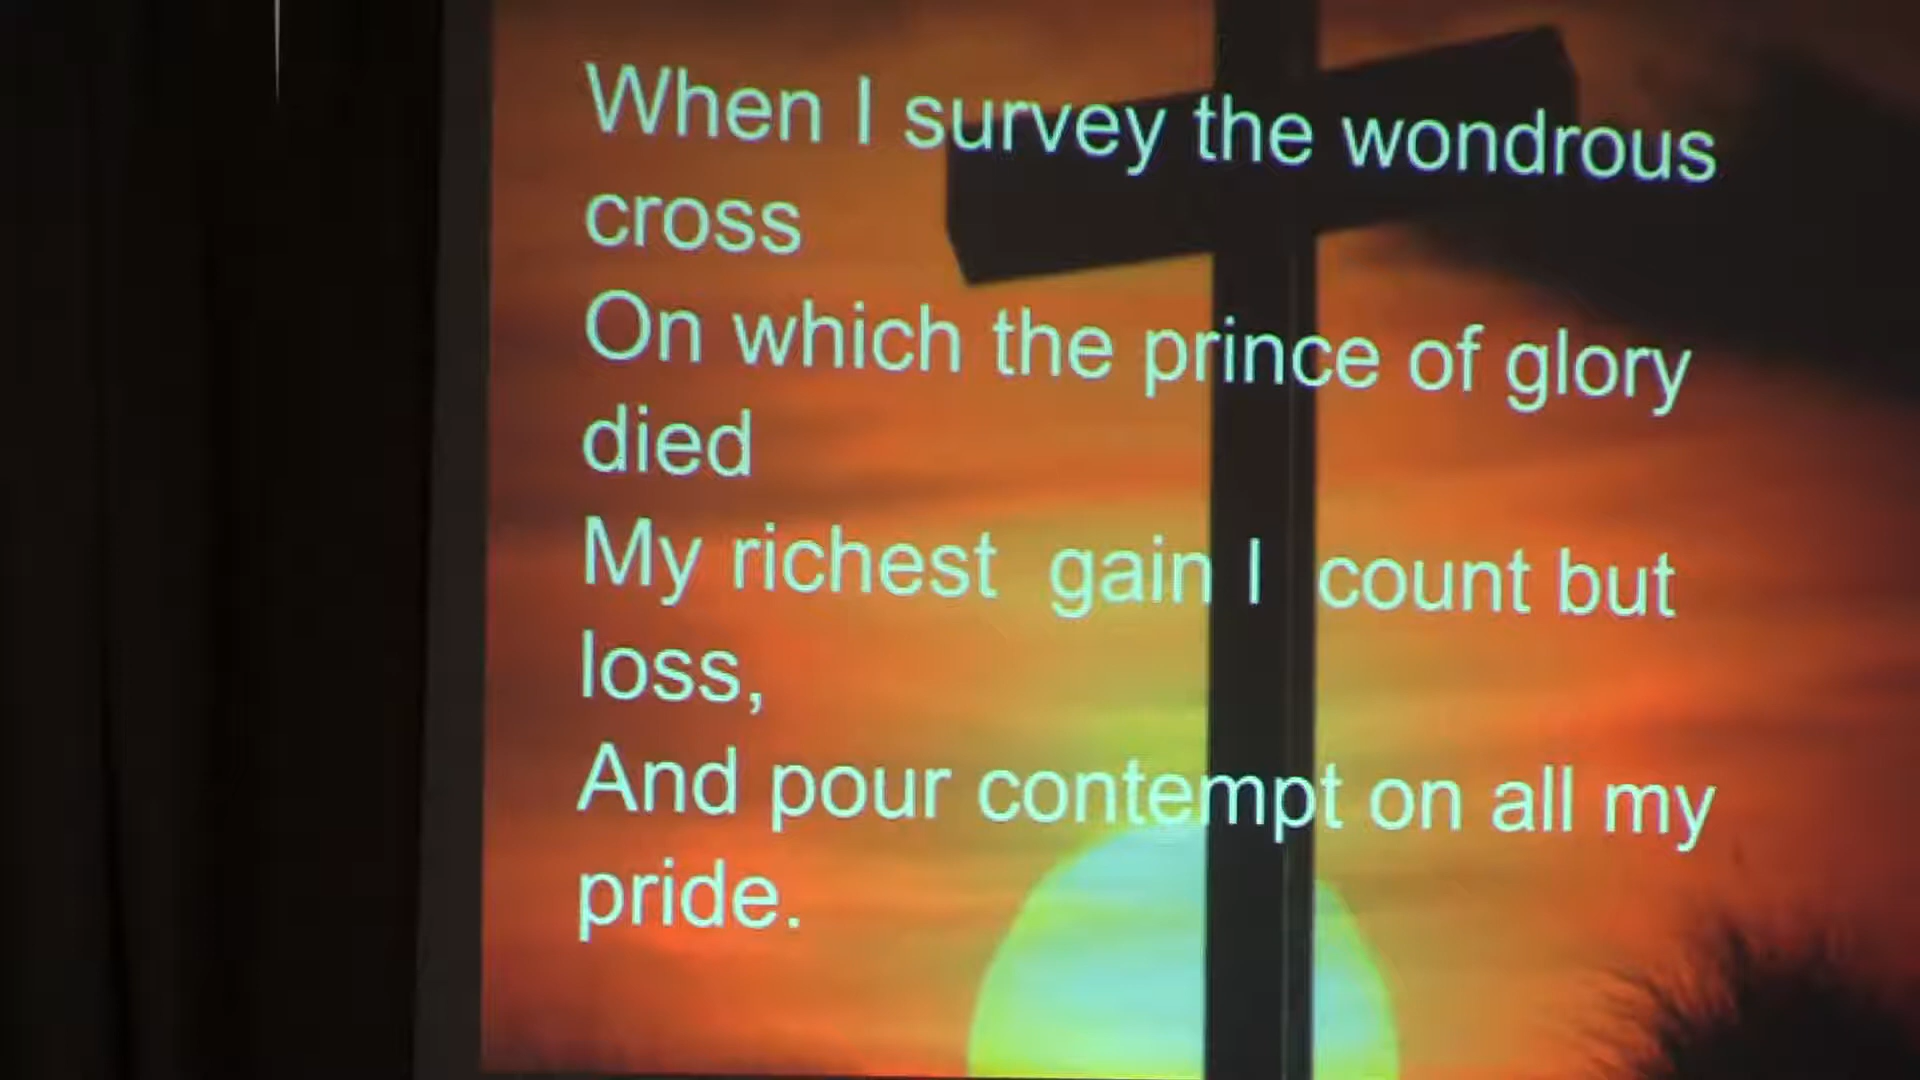 When I survey the wondrous
cross
On which the prince of glory
died
My richest  gain I  count but
loss,
And pour contempt on all my
pride.